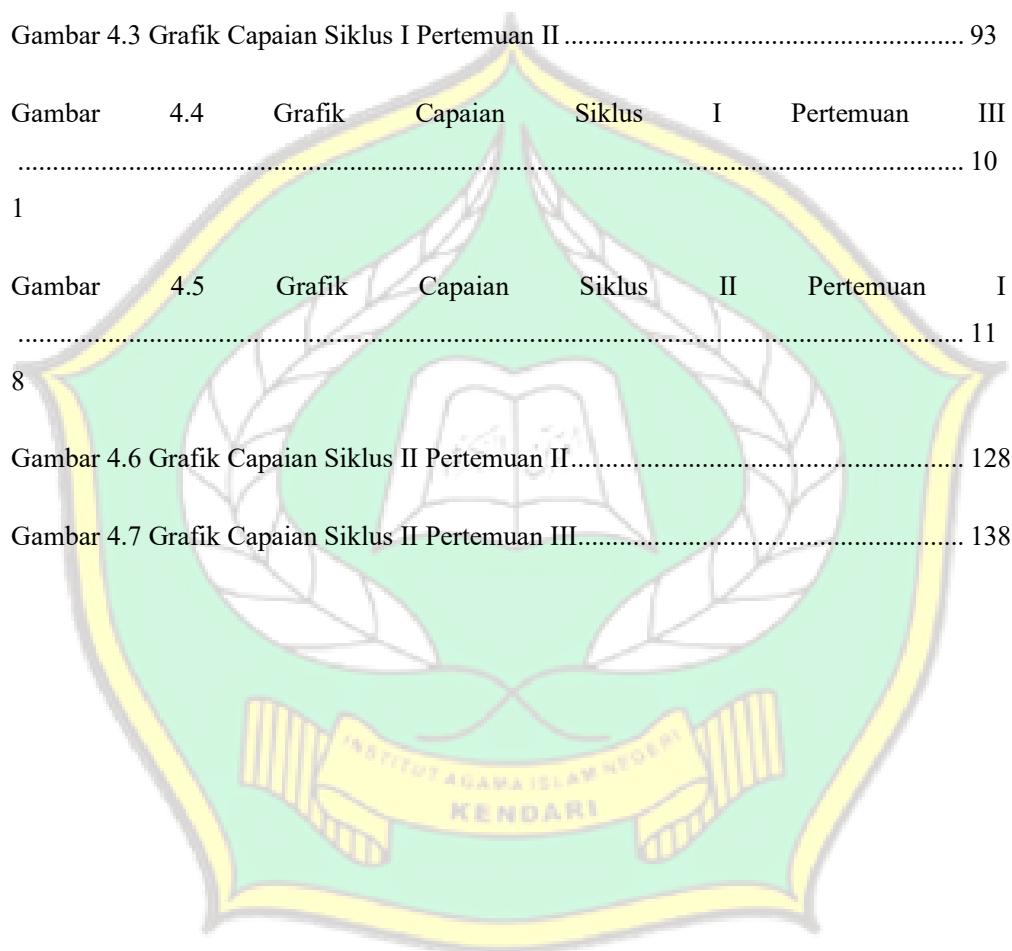 Gambar 4.3 Grafik Capaian Siklus I Pertemuan II ........................................................ 93
Gambar 4.4 Grafik Capaian Siklus I Pertemuan III
........................................................................................................................................ 10
1
Gambar 4.5 Grafik Capaian Siklus II Pertemuan I
........................................................................................................................................ 11
8
Gambar 4.6 Grafik Capaian Siklus II Pertemuan II........................................................ 128
Gambar 4.7 Grafik Capaian Siklus II Pertemuan III....................................................... 138
INSTITUT AGAMA ISLAM NEGERI
KENDARI